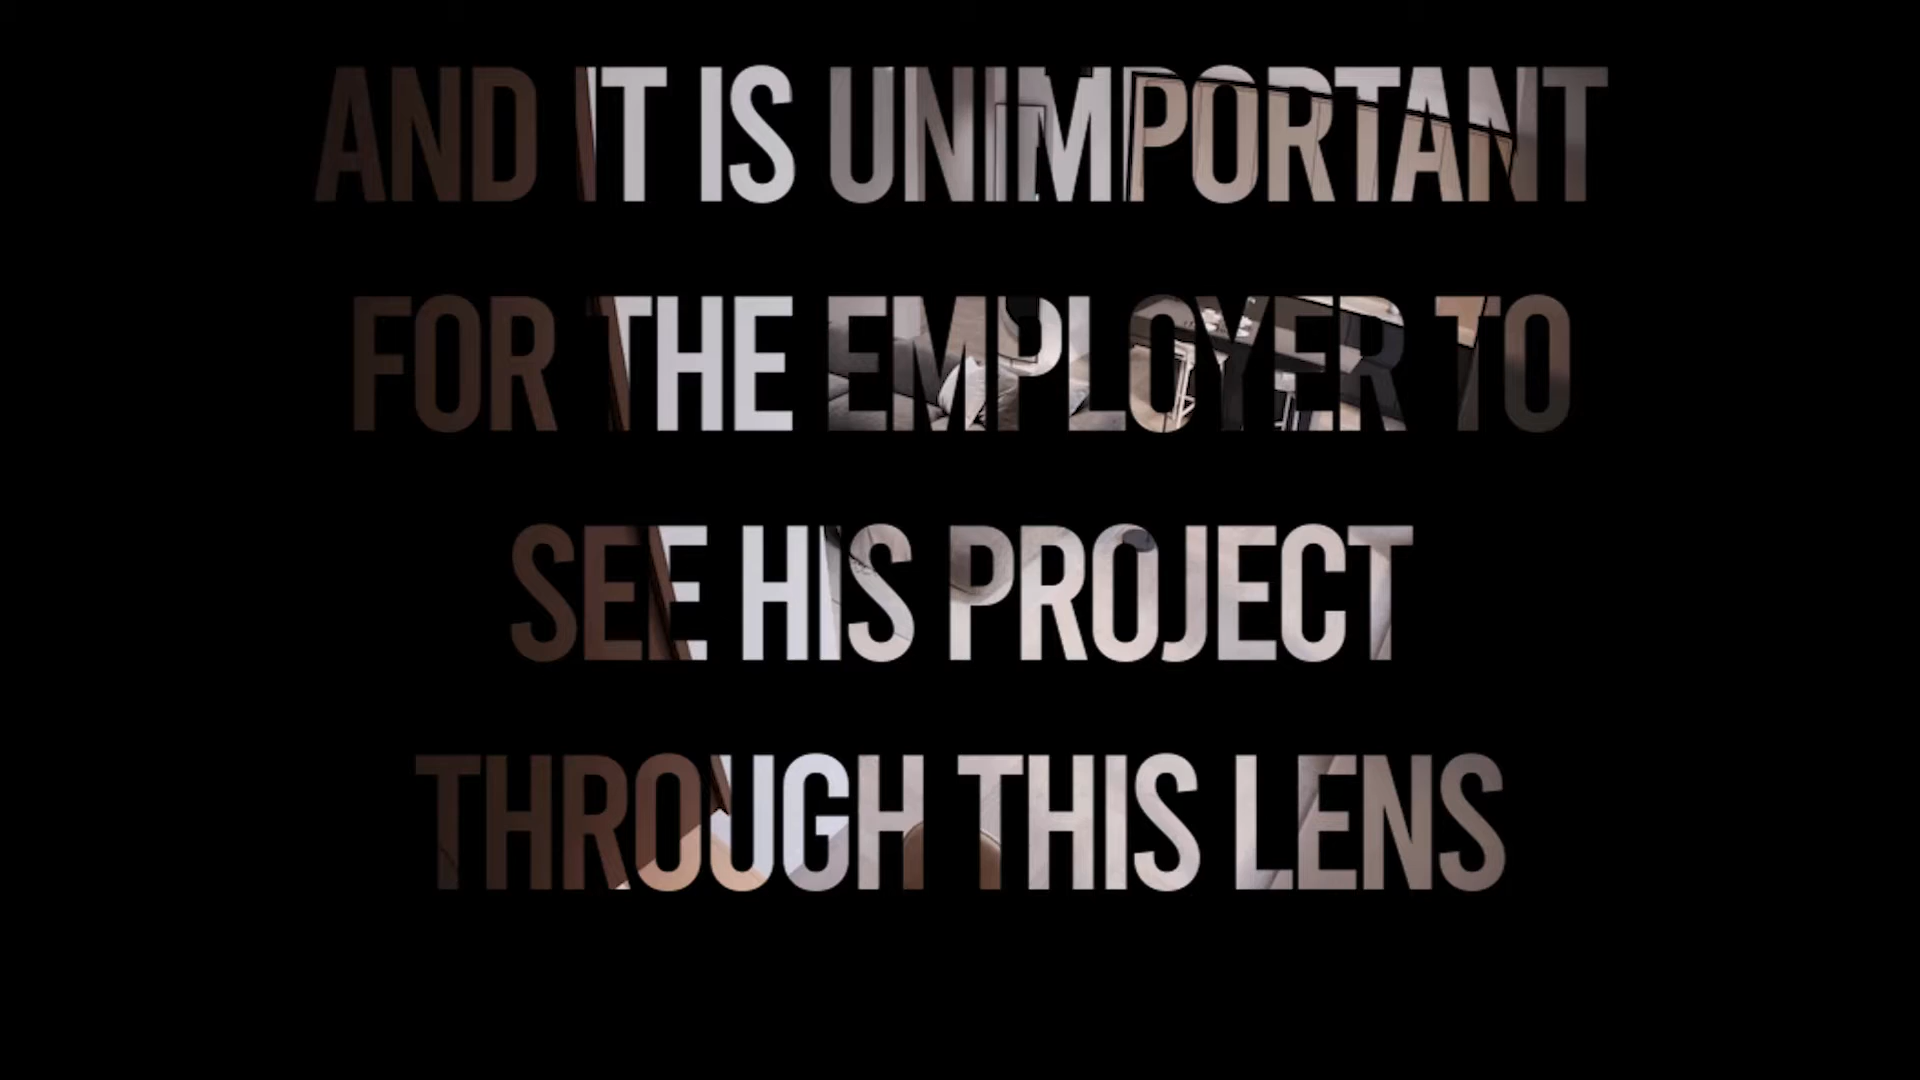 AND IT IS UNIMPORTANT
FOR THE EMPLOYER TO
SEE HIS PROJECT
THROUGH THIS LENS